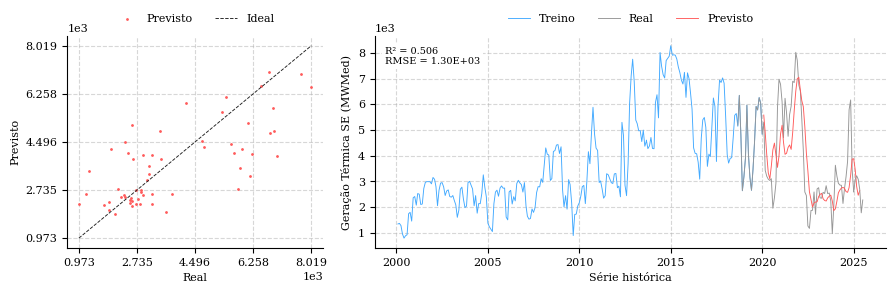 Previsto Ideal
1e3
8.019
6.258
4.496
2.735
0.973
Previsto
0.973 2.735 4.496 6.258 8.019
1e3
Real
Treino Real Previsto
1e3
R² = 0.506
RMSE = 1.30E+03
8
7
6
5
4
3
2
1
Geração Térmica SE (MWMed)
2000 2005 2010 2015 2020 2025
Série histórica